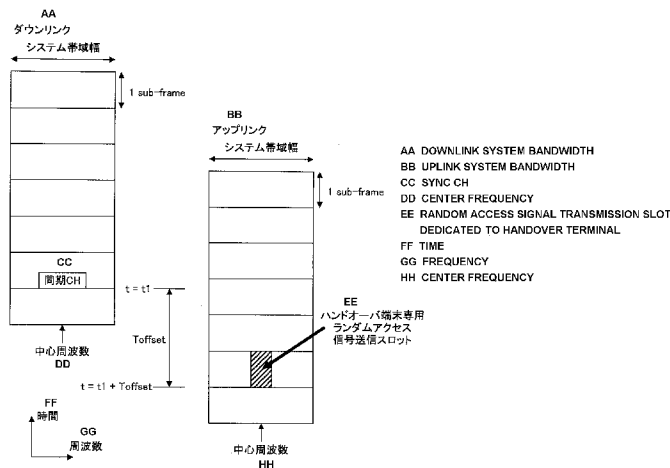 AA
ダウンリンク
システム帯域幅
1 sub-frame
BB
アップリンク
システム帯域幅
1 sub-frame
CC
同期CH
t = t1
Toffset
t = t1 + Toffset
中心周波数
DD
EE
ハンドオーバ端末専用
ランダムアクセス
信号送信スロット
中心周波数
HH
FF
時間
GG
周波数
AA DOWNLINK SYSTEM BANDWIDTH
BB UPLINK SYSTEM BANDWIDTH
CC SYNC CH
DD CENTER FREQUENCY
EE RANDOM ACCESS SIGNAL TRANSMISSION SLOT
DEDICATED TO HANDOVER TERMINAL
FF TIME
GG FREQUENCY
HH CENTER FREQUENCY